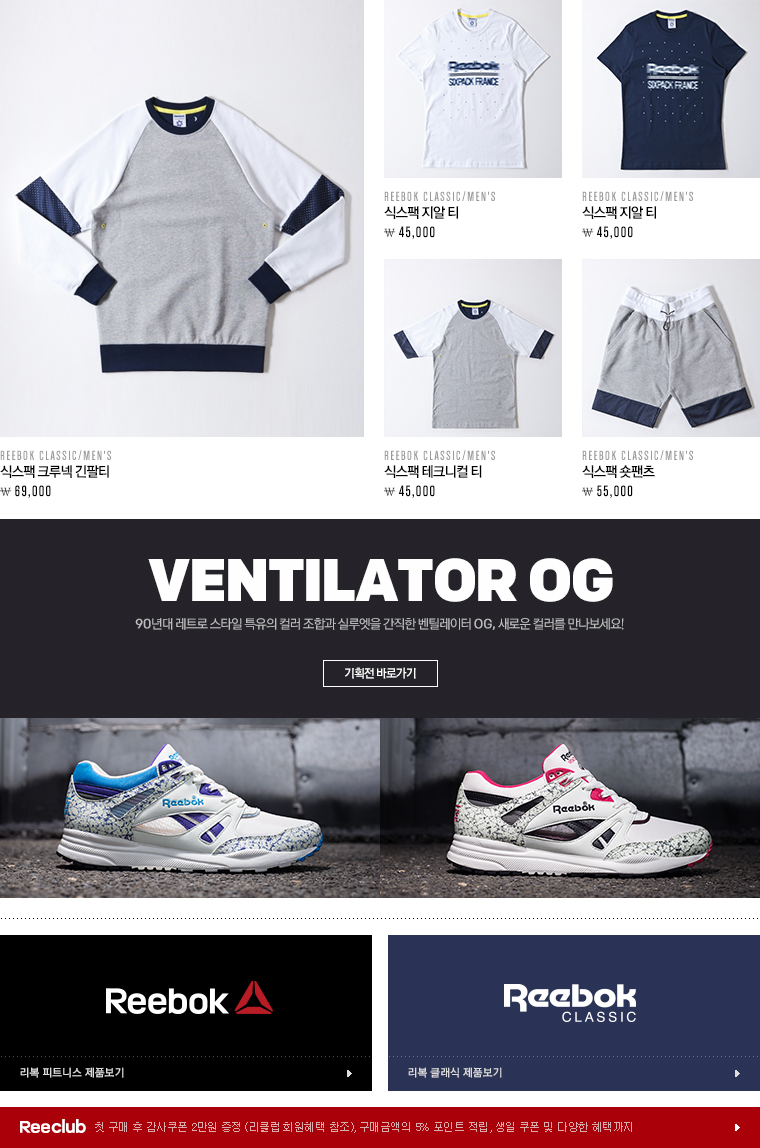 Reebok
SIXPACK FRANCE
Reebok
SIXPACK FRANCE
REEBOK CLASSIC/MEN'S
식스팩 지알 티
₩ 45,000
REEBOK CLASSIC/MEN'S
식스팩 지알 티
₩ 45,000
REEBOK CLASSIC/MEN'S
식스팩 크루넥 긴팔티
₩ 69,000
REEBOK CLASSIC/MEN'S
식스팩 테크니컬 티
₩ 45,000
REEBOK CLASSIC/MEN'S
식스팩 숏팬츠
₩ 55,000
VENTILATOR OG
90년대 레트로 스타일 특유의 컬러 조합과 실루엣을 간직한 벤틸레이터 OG, 새로운 컬러를 만나보세요!
기획전 바로가기
Reebok
Reebok
Reebok
리복 피트니스 제품보기
Reebok
CLASSIC
리복 클래식 제품보기
Reeclub 첫 구매 후 감사쿠폰 2만원 증정 (리클럽 회원혜택 참조), 구매금액의 5% 포인트 적립, 생일 쿠폰 및 다양한 혜택까지